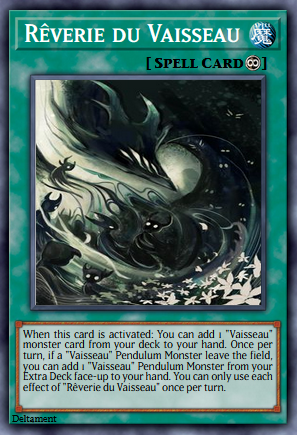 Rêverie du Vaisseau 魔
[ Spell Card ]
When this card is activated: You can add 1 "Vaisseau"
monster card from your deck to your hand. Once per
turn, if a "Vaisseau" Pendulum Monster leave the field,
you can add 1 "Vaisseau" Pendulum Monster from your
Extra Deck face-up to your hand. You can only use each
effect of "Rêverie du Vaisseau" once per turn.
Deltament